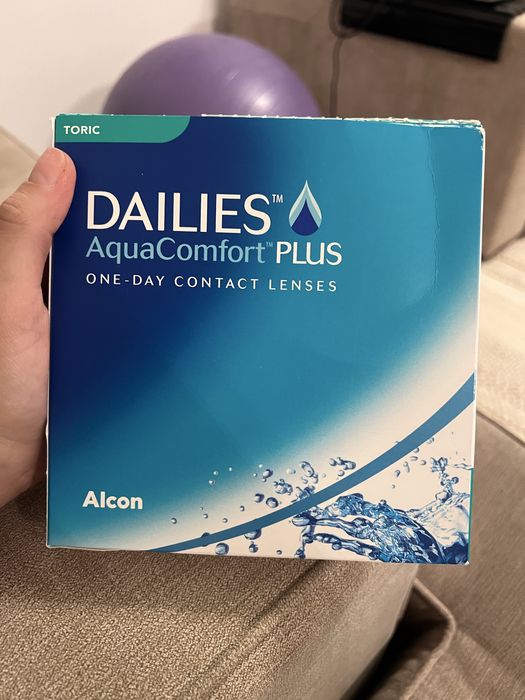 TORIC
DAILIES™
AquaComfort™ PLUS
ONE-DAY CONTACT LENSES
Alcon